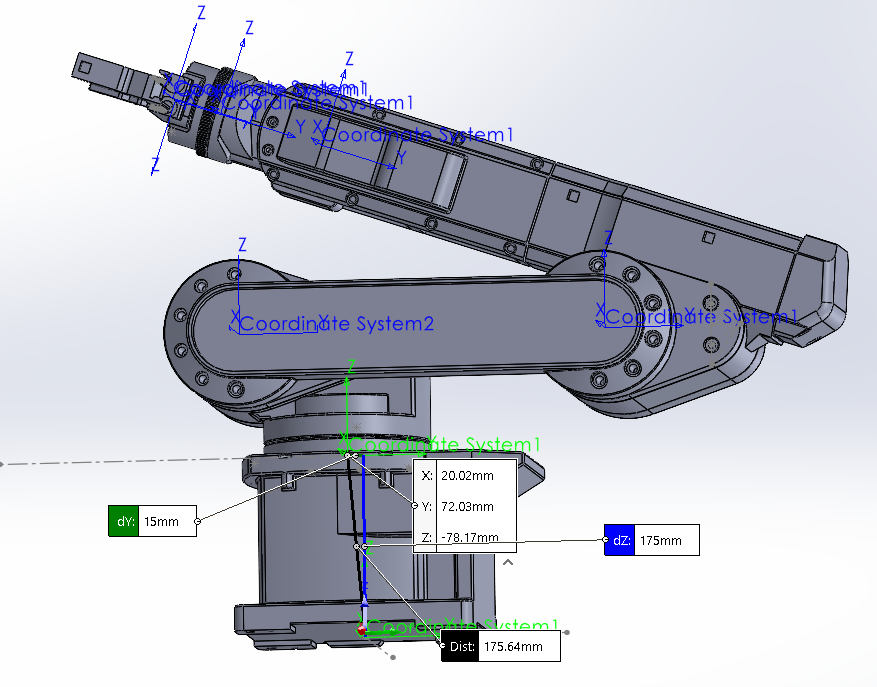 Z
Z
Z
Coordinate System1
Coordinate System1
Y
Y X
Coordinate System1
Y
Z
Z
Z
X
Coordinate System2
Y
X
Coordinate System1
Y
Z
X
Coordinate System1
Y
X: 20.02mm
Y: 72.03mm
Z: -78.17mm
dY: 15mm
dZ: 175mm
Coordinate System1
Dist: 175.64mm